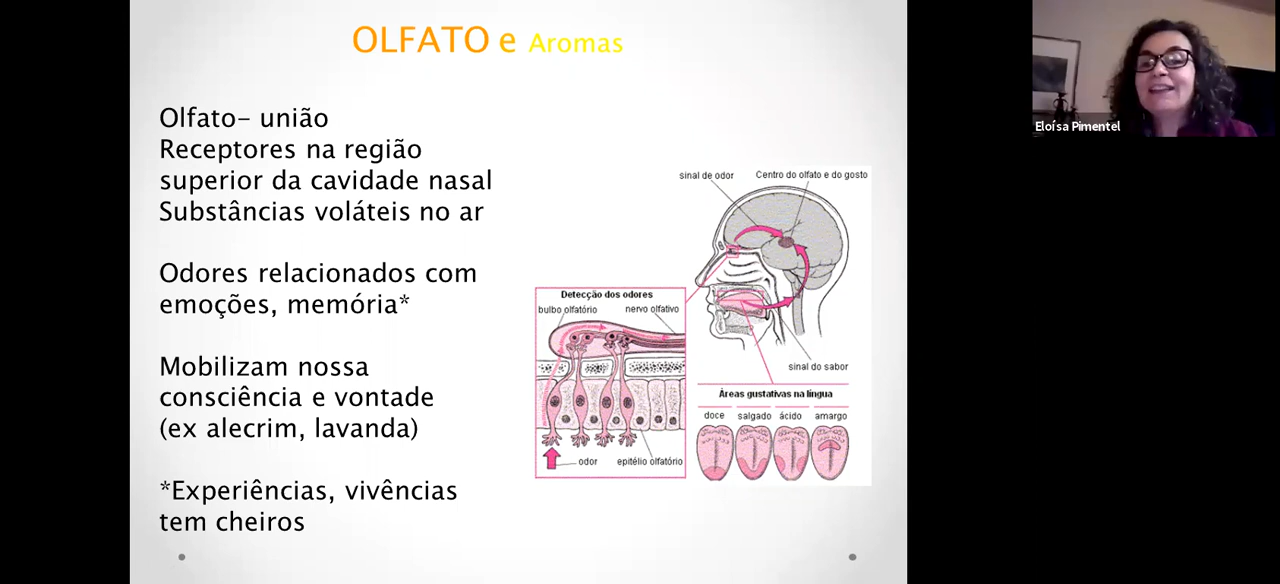 OLFATO e Aromas
Olfato- união
Receptores na região
superior da cavidade nasal
Substâncias voláteis no ar
Odores relacionados com
emoções, memória*
Mobilizam nossa
consciência e vontade
(ex alecrim, lavanda)
*Experiências, vivências
tem cheiros
sinal de odor
Centro do olfato e do gosto
Detecção dos odores
bulbo olfatório
nervo olfativo
odor
epitélio olfatório
sinal do sabor
Áreas gustativas na língua
doce salgado ácido amargo
Eloísa Pimentel